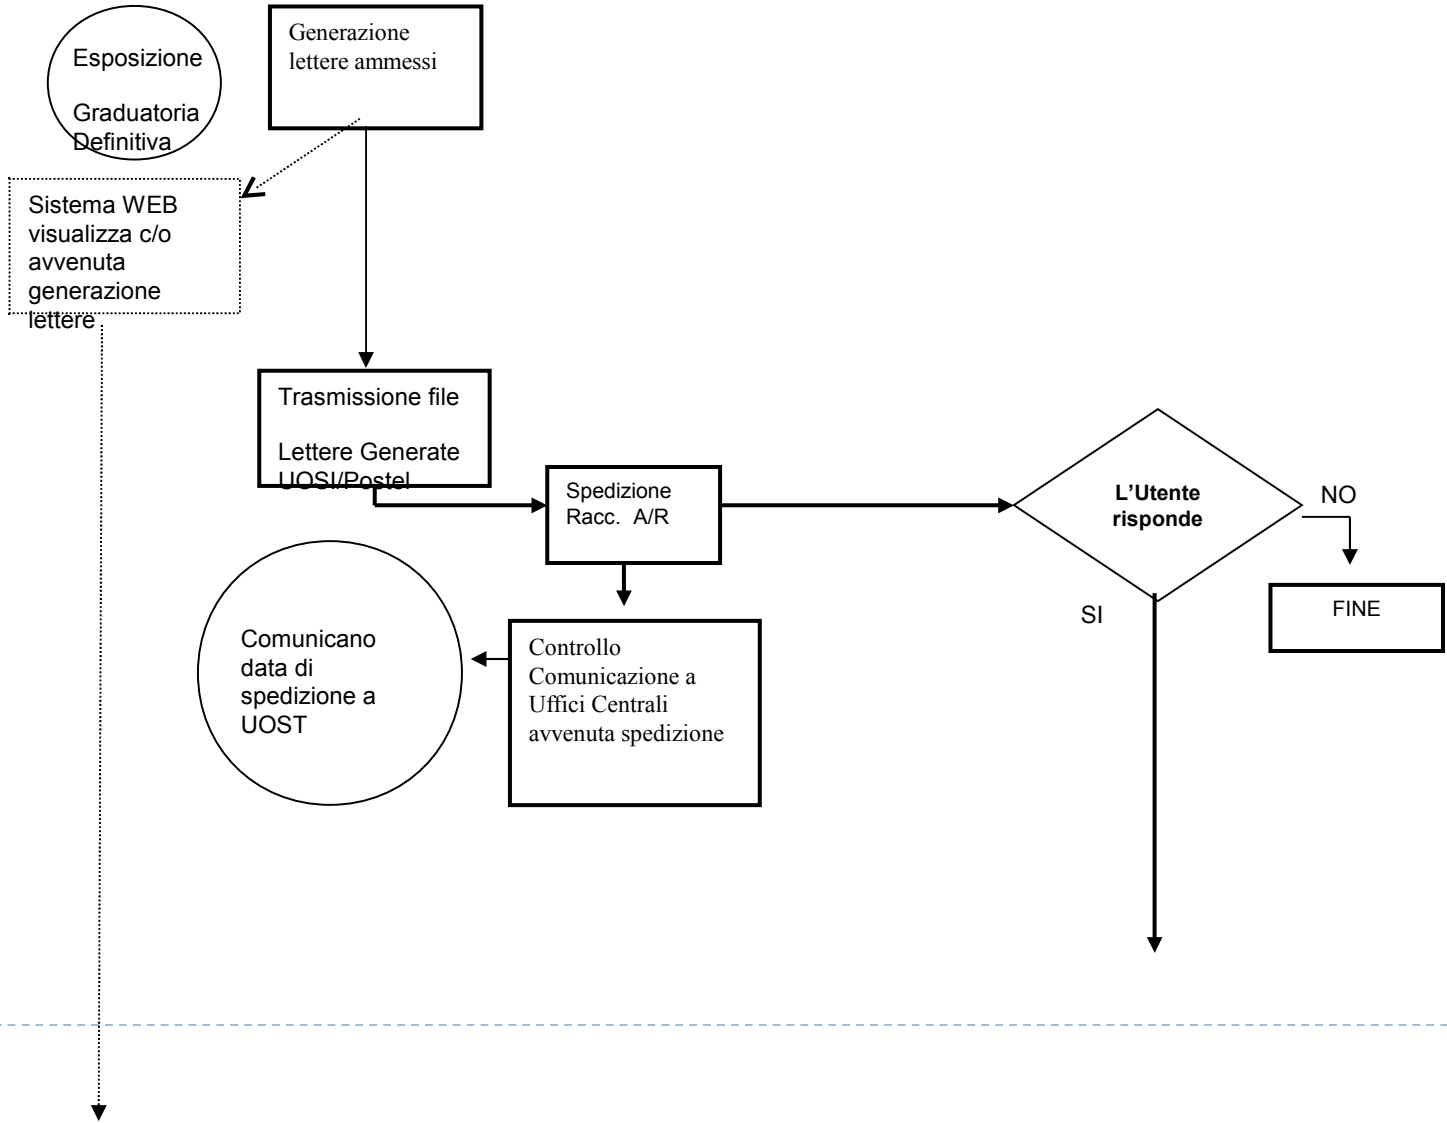 Esposizione
Graduatoria
Definitiva
Generazione
lettere ammessi
Sistema WEB
visualizza c/o
avvenuta
generazione
lettere
Trasmissione file
Lettere Generate
UOSI/Postel
Spedizione
Racc. A/R
L’Utente
risponde
NO
FINE
SI
Comunicano
data di
spedizione a
UOST
Controllo
Comunicazione a
Uffici Centrali
avvenuta spedizione